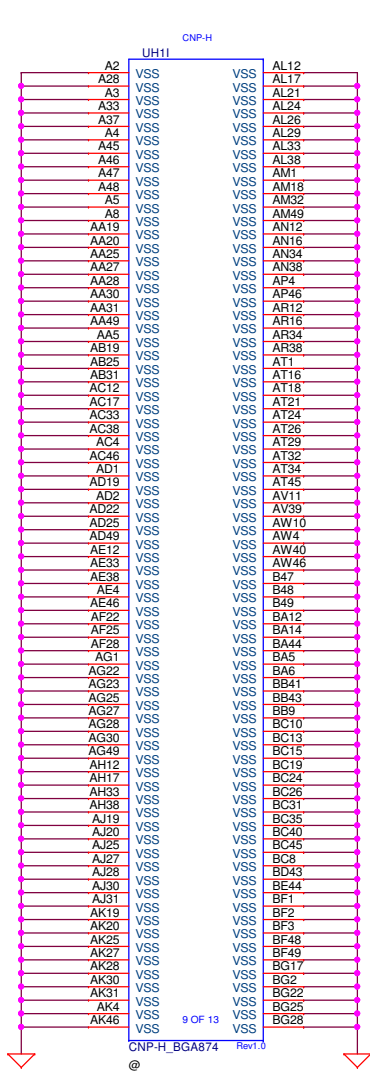 CNP-H
UH1I
A2 VSS VSS AL12
A28 VSS VSS AL17
A3 VSS VSS AL21
A33 VSS VSS AL24
A37 VSS VSS AL26
A4 VSS VSS AL29
A45 VSS VSS AL33
A46 VSS VSS AL38
A47 VSS VSS AM1
A48 VSS VSS AM18
A5 VSS VSS AM32
A8 VSS VSS AM49
AA19 VSS VSS AN12
AA20 VSS VSS AN16
AA25 VSS VSS AN34
AA27 VSS VSS AN38
AA28 VSS VSS AP4
AA30 VSS VSS AP46
AA31 VSS VSS AR12
AA49 VSS VSS AR16
AA5 VSS VSS AR34
AB19 VSS VSS AR38
AB25 VSS VSS AT1
AB31 VSS VSS AT16
AC12 VSS VSS AT18
AC17 VSS VSS AT21
AC33 VSS VSS AT24
AC38 VSS VSS AT26
AC4 VSS VSS AT29
AC46 VSS VSS AT32
AD1 VSS VSS AT34
AD19 VSS VSS AT45
AD2 VSS VSS AV11
AD22 VSS VSS AV39
AD25 VSS VSS AW10
AD49 VSS VSS AW4
AE12 VSS VSS AW40
AE33 VSS VSS AW46
AE38 VSS VSS B47
AE4 VSS VSS B48
AE46 VSS VSS B49
AF22 VSS VSS BA12
AF25 VSS VSS BA14
AF28 VSS VSS BA44
AG1 VSS VSS BA5
AG22 VSS VSS BA6
AG23 VSS VSS BB41
AG25 VSS VSS BB43
AG27 VSS VSS BB9
AG28 VSS VSS BC10
AG30 VSS VSS BC13
AG49 VSS VSS BC15
AH12 VSS VSS BC19
AH17 VSS VSS BC24
AH33 VSS VSS BC26
AH38 VSS VSS BC31
AJ19 VSS VSS BC35
AJ20 VSS VSS BC40
AJ25 VSS VSS BC45
AJ27 VSS VSS BC8
AJ28 VSS VSS BD43
AJ30 VSS VSS BE44
AJ31 VSS VSS BF1
AK19 VSS VSS BF2
AK20 VSS VSS BF3
AK25 VSS VSS BF48
AK27 VSS VSS BF49
AK28 VSS VSS BG17
AK30 VSS VSS BG2
AK31 VSS VSS BG22
AK4 VSS VSS BG25
AK46 VSS 9 OF 13 VSS BG28
CNP-H_BGA874 Rev1.0
@